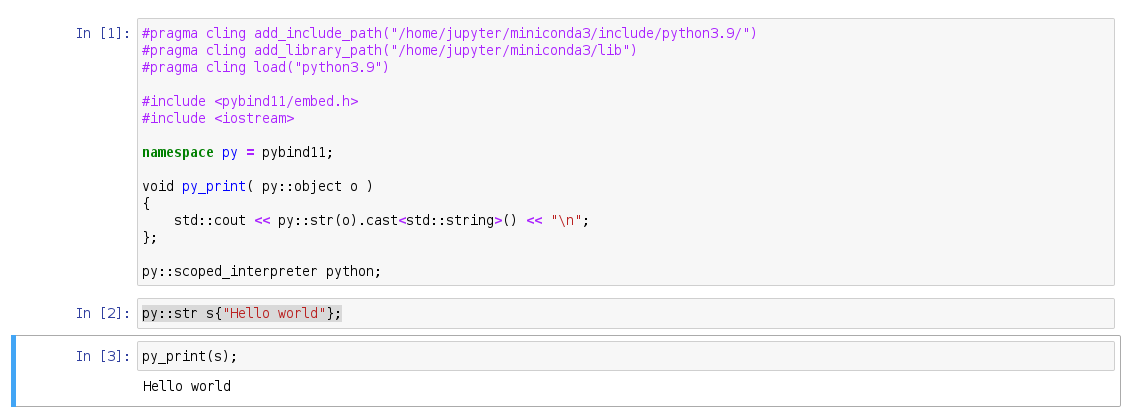 In [1]: #pragma cling add_include_path("/home/jupyter/miniconda3/include/python3.9/")
#pragma cling add_library_path("/home/jupyter/miniconda3/lib")
#pragma cling load("python3.9")

#include <pybind11/embed.h>
#include <iostream>

namespace py = pybind11;

void py_print( py::object o )
{
    std::cout << py::str(o).cast<std::string>() << "\n";
};

py::scoped_interpreter python;
In [2]: py::str s{"Hello world"};
In [3]: py_print(s);
Hello world